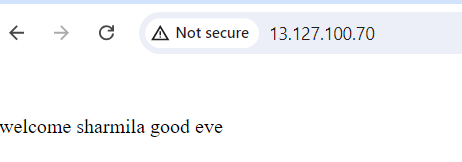 Not secure 13.127.100.70
welcome sharmila good eve